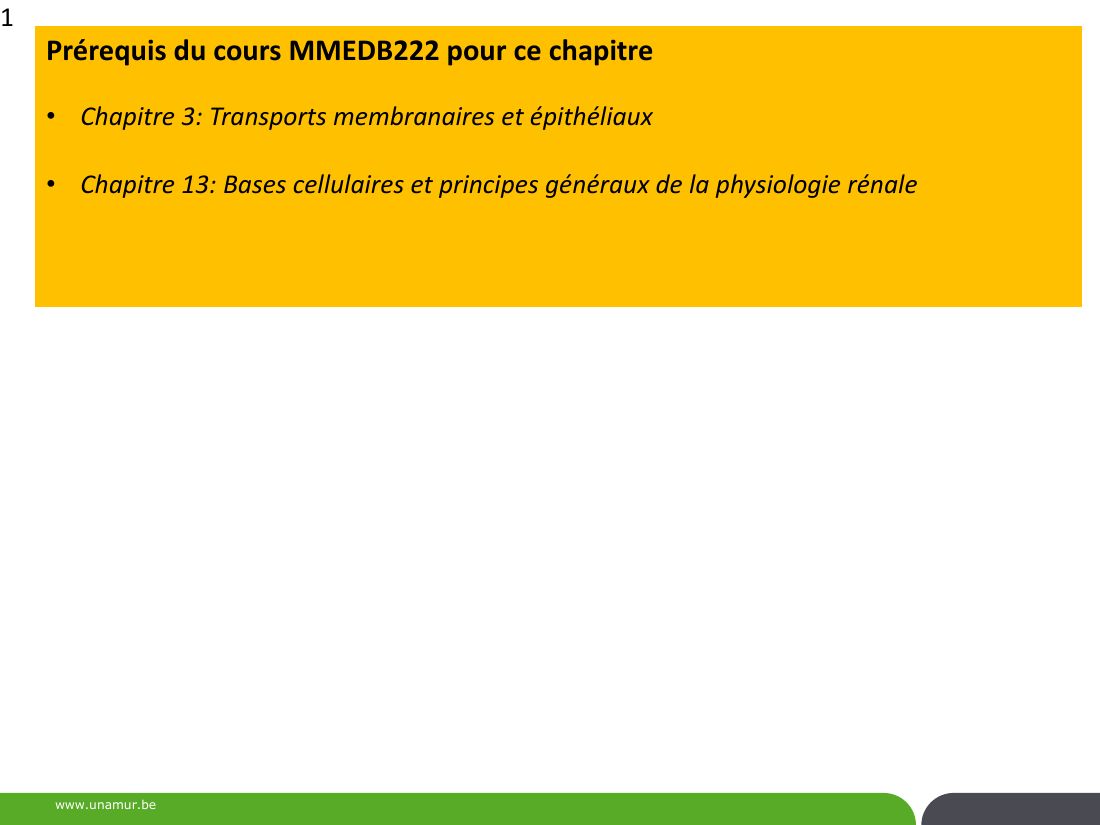 1
Prérequis du cours MMEDB222 pour ce chapitre
• Chapitre 3: Transports membranaires et épithéliaux
• Chapitre 13: Bases cellulaires et principes généraux de la physiologie rénale
www.unamur.be